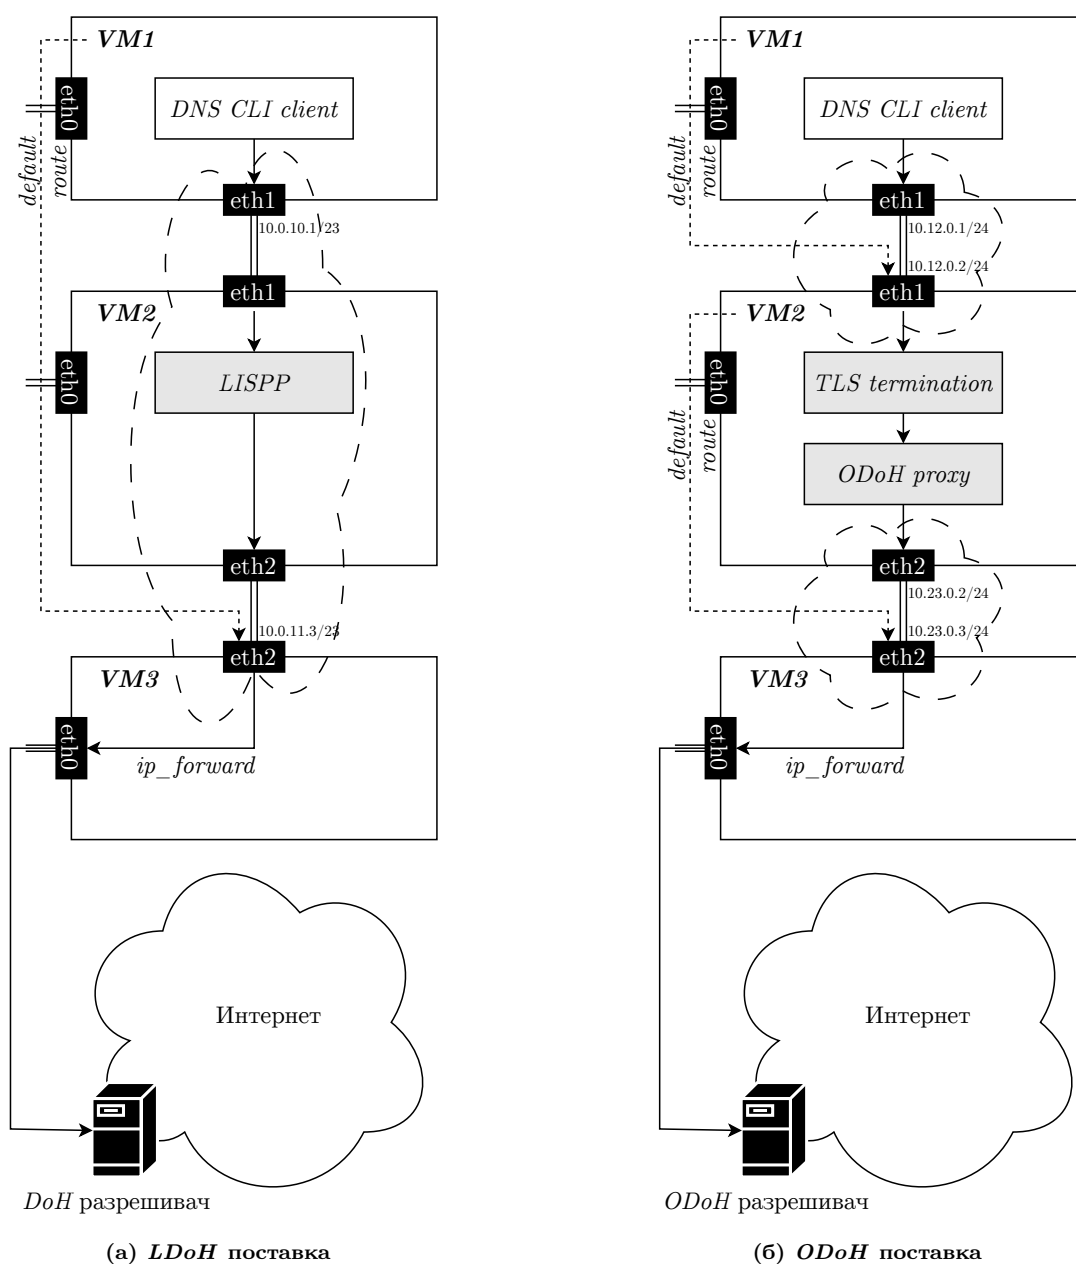 VM1
eth0
DNS CLI client
default
route
eth1
10.0.10.1/23
eth1
VM2
eth0
LISPP
eth2
10.0.11.3/23
eth2
VM3
eth0
ip_forward
Интернет
DoH разрешивач
(а) LDoH поставка
VM1
eth0
DNS CLI client
default
route
eth1
10.12.0.1/24
10.12.0.2/24
eth1
VM2
eth0
TLS termination
default
route
ODoH proxy
eth2
10.23.0.2/24
10.23.0.3/24
eth2
VM3
eth0
ip_forward
Интернет
ODoH разрешивач
(б) ODoH поставка